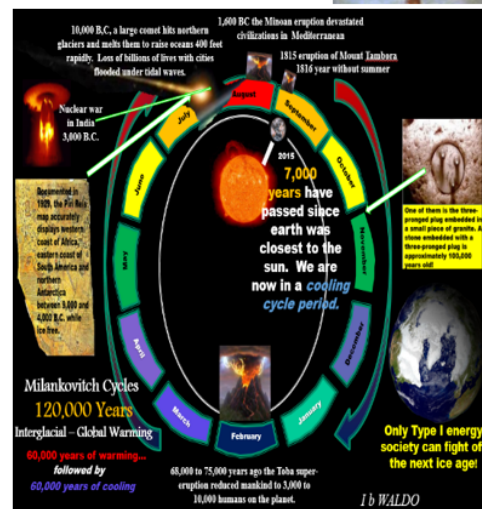 10,000 B.C, a large comet hits northern
glaciers and melts them to raise oceans 400 feet
rapidly.  Loss of billions of lives with cities
flooded under tidal waves.
1,600 BC the Minoan eruption devastated
civilizations in Mediterranean
1815 eruption of Mount Tambora
1816 year without summer
Nuclear war
in India
3,000 B.C.
August
September
October
November
December
January
February
March
April
May
June
July
2015
7,000
years have
passed since
earth was
closest to the
sun.  We are
now in a cooling
cycle period.
Documented in
1929, the Piri Reis
map accurately
displays western
coast of Africa,
eastern coast of
South America and
northern
Antarctica
between 9,000 and
4,000 B.C. while
ice free.
One of them is the three-
pronged plug embedded in
a small piece of granite. A
stone embedded with a
three-pronged plug is
approximately 100,000
years old!
Milankovitch Cycles
120,000 Years
Interglacial – Global Warming
60,000 years of warming...
followed by
60,000 years of cooling
68,000 to 75,000 years ago the Toba super-
eruption reduced mankind to 3,000 to
10,000 humans on the planet.
Only Type I energy
society can fight of
the next ice age!
I b WALDO